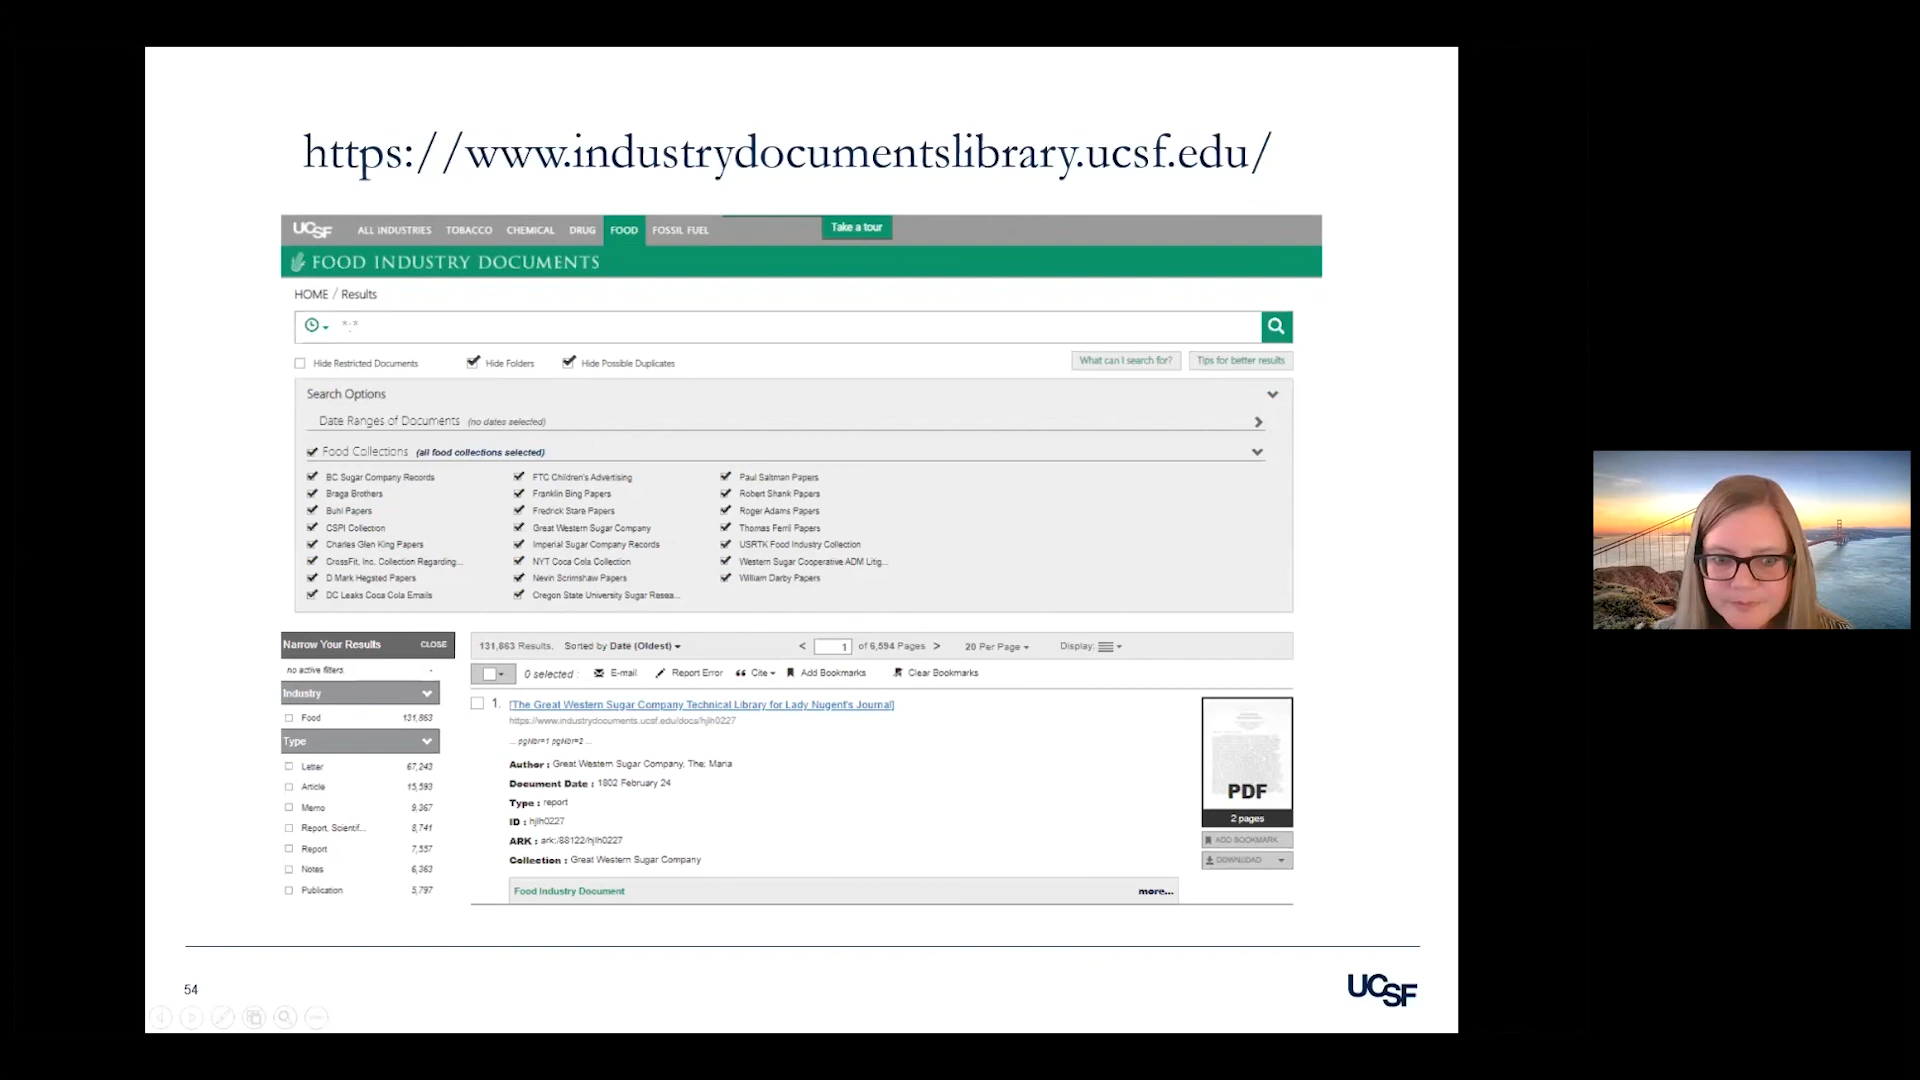 https://www.industrydocumentslibrary.ucsf.edu/
UCSF ALL INDUSTRIES TOBACCO CHEMICAL DRUG FOOD FOSSIL FUEL Take a tour
FOOD INDUSTRY DOCUMENTS
HOME / Results
*:*
Hide Restricted Documents Hide Folders Hide Possible Duplicates What can I search for? Tips for better results
Search Options
Date Ranges of Documents (no dates selected)
Food Collections (all food collections selected)
BC Sugar Company Records FTC Children's Advertising Paul Saltman Papers
Braga Brothers Franklin Bing Papers Robert Shank Papers
Buhl Papers Fredrick Stare Papers Roger Adams Papers
CSPI Collection Great Western Sugar Company Thomas Ferril Papers
Charles Glen King Papers Imperial Sugar Company Records USRTK Food Industry Collection
CrossFit, Inc. Collection Regarding... NYT Coca Cola Collection Western Sugar Cooperative ADM Litig...
D Mark Hegsted Papers Nevin Scrimshaw Papers William Darby Papers
DC Leaks Coca Cola Emails Oregon State University Sugar Resea...
Narrow Your Results CLOSE
no active filters
Industry
Food 131,863
Type
Letter 67,243
Article 15,593
Memo 9,367
Report, Scientif... 8,741
Report 7,557
Notes 6,363
Publication 5,797
131,863 Results. Sorted by Date (Oldest) < 1 of 6,594 Pages > 20 Per Page Display:
0 selected : E-mail Report Error Cite Add Bookmarks Clear Bookmarks
1. [The Great Western Sugar Company Technical Library for Lady Nugent's Journal]
https://www.industrydocuments.ucsf.edu/docs/hjlh0227
... pgNbr=1 pgNbr=2 ...
Author : Great Western Sugar Company, The; Maria
Document Date : 1802 February 24
Type : report
ID : hjlh0227
ARK : ark:/88122/hjlh0227
Collection : Great Western Sugar Company
Food Industry Document more...
PDF
2 pages
ADD BOOKMARK
DOWNLOAD
54
UCSF